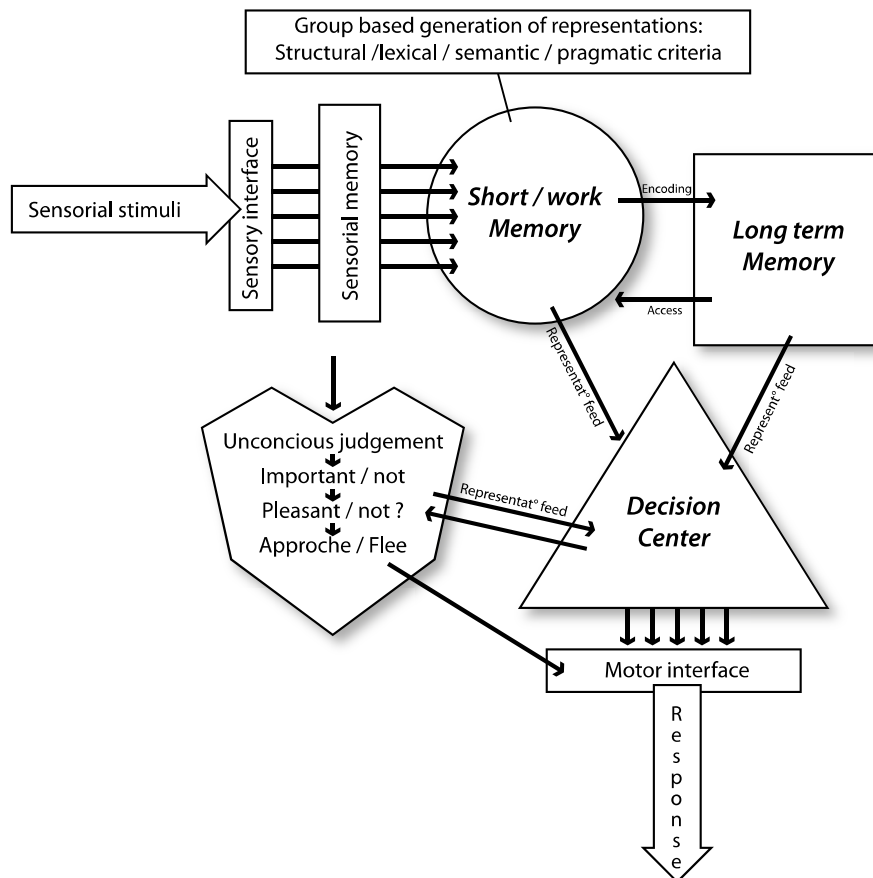 Group based generation of representations:
Structural /lexical / semantic / pragmatic criteria
Sensorial stimuli
Sensory interface
Sensorial memory
Short / work
Memory
Encoding
Access
Long term
Memory
Representat° feed
Represent° feed
Unconcious judgement
Important / not
Pleasant / not ?
Approche / Flee
Representat° feed
Decision
Center
Motor interface
Response